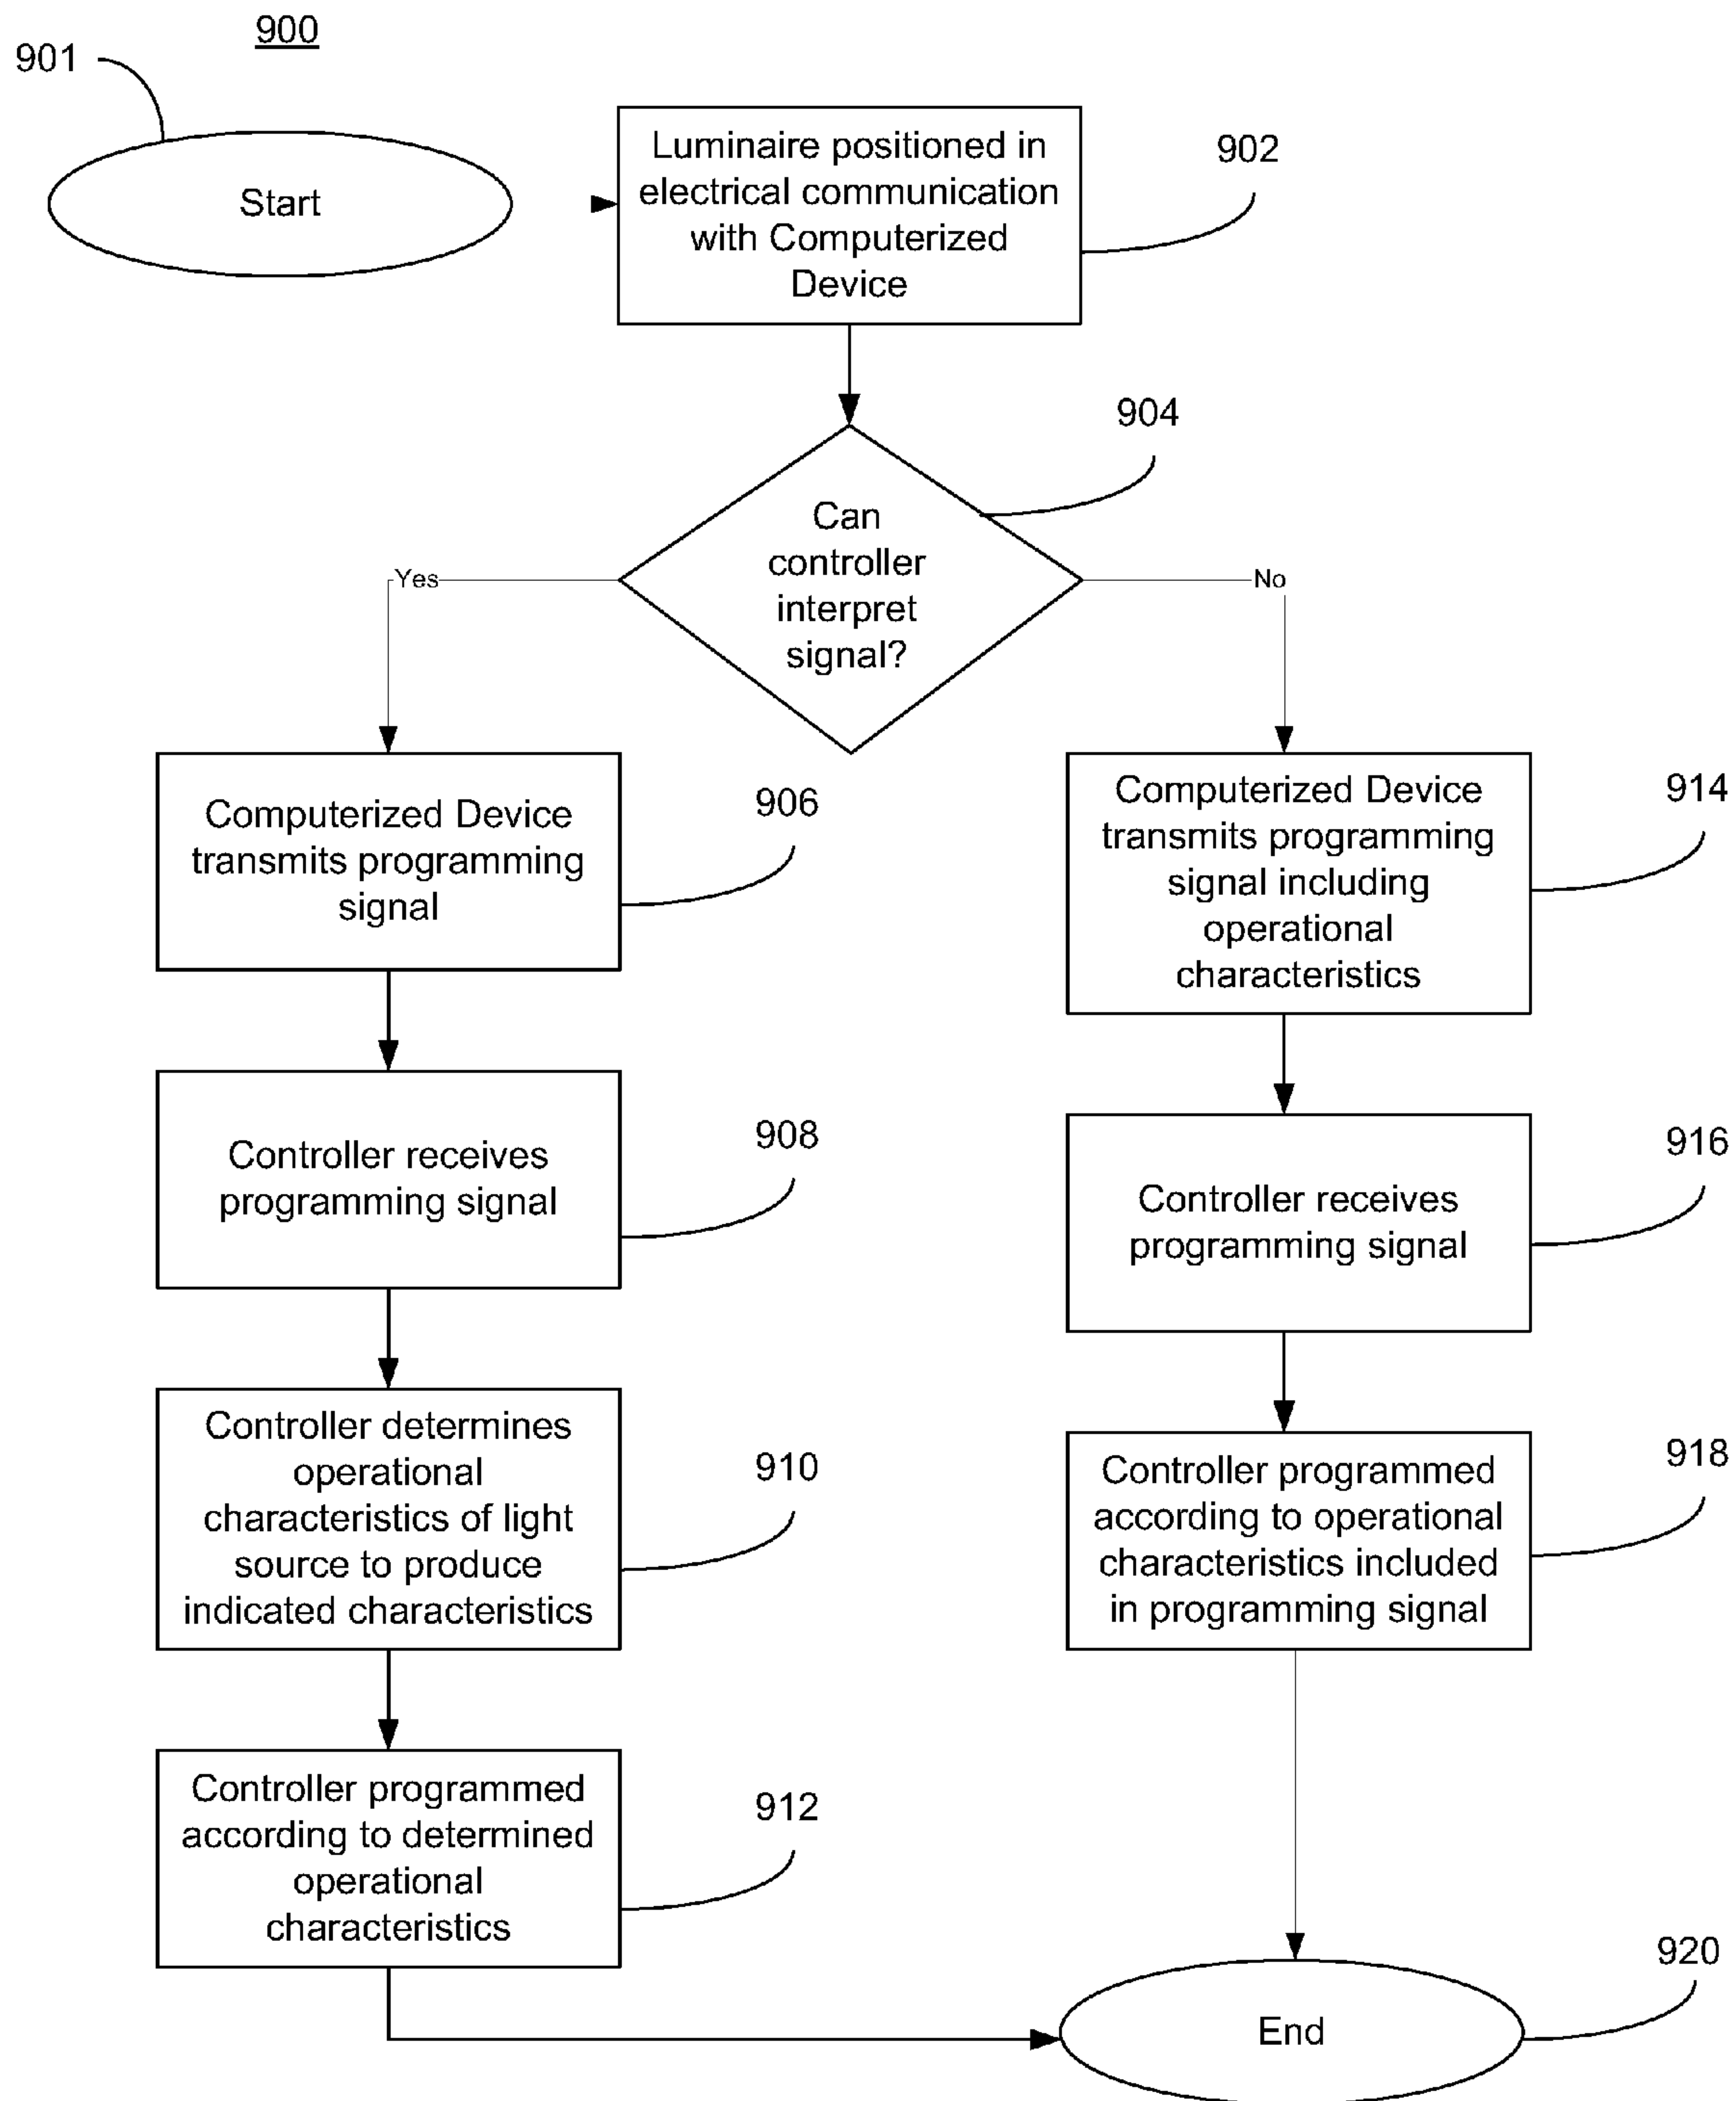 900
901
Start
Luminaire positioned in
electrical communication
with Computerized
Device
902
904
Can
controller
interpret
signal?
Yes
No
Computerized Device
transmits programming
signal
906
Controller receives
programming signal
908
Controller determines
operational
characteristics of light
source to produce
indicated characteristics
910
Controller programmed
according to determined
operational
characteristics
912
Computerized Device
transmits programming
signal including
operational
characteristics
914
Controller receives
programming signal
916
Controller programmed
according to operational
characteristics included
in programming signal
918
End
920